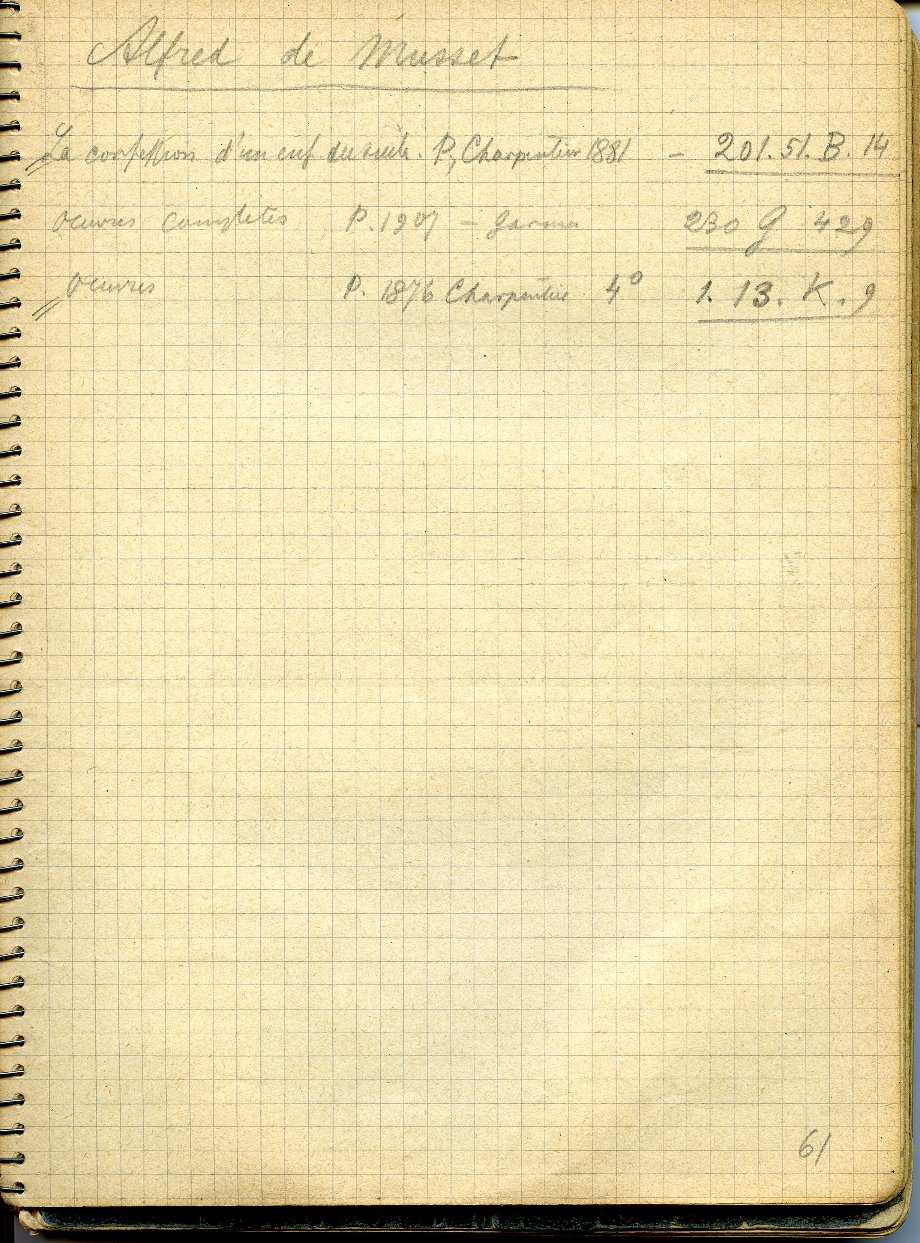 Alfred de Musset
La confession d'un enf. du siècle. P, Charpentier 1881 - 201.51.B.14
Oeuvres complètes P. 1907 - Garnier 230 G 429
Oeuvres P. 1876 Charpentier 4º 1.13.K.9
61